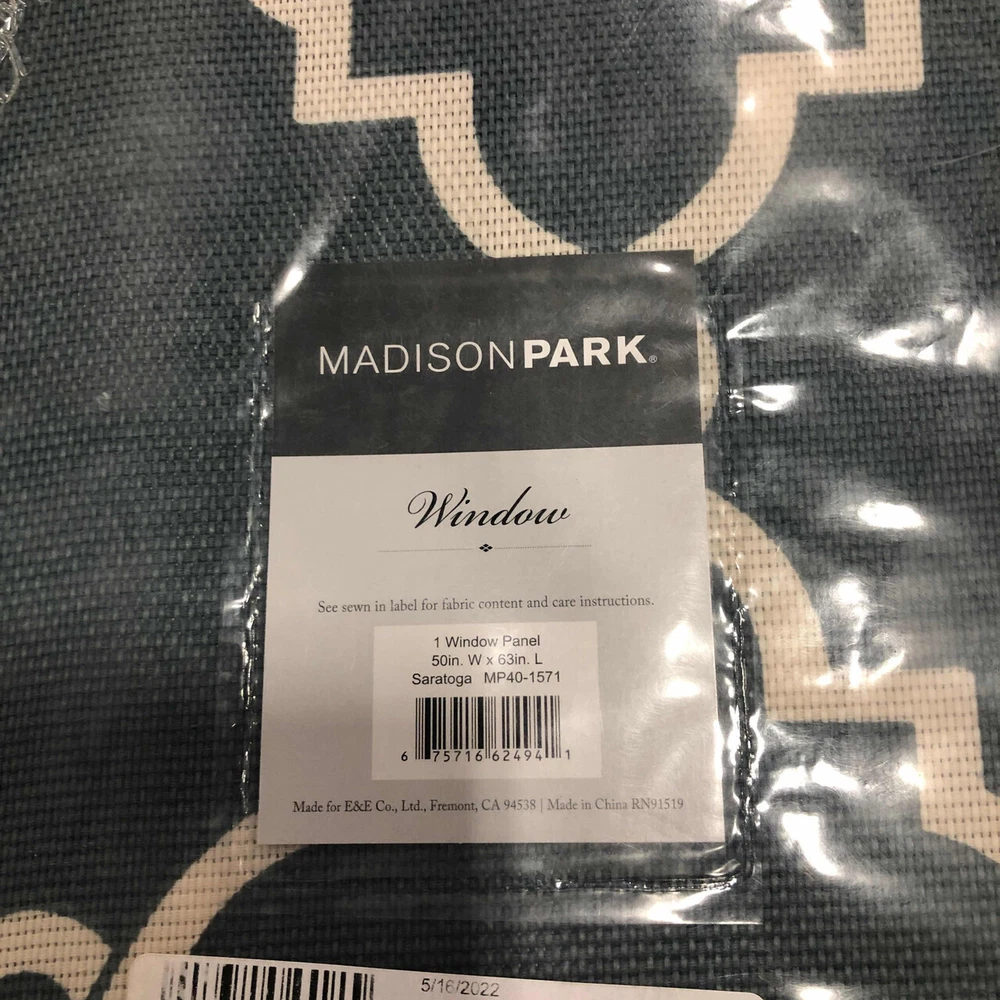 MADISONPARK®
Window
See sewn in label for fabric content and care instructions.
1 Window Panel
50in. W x 63in. L
Saratoga MP40-1571
6 75716 62494 1
Made for E&E Co., Ltd., Fremont, CA 94538 | Made in China RN91519
5/16/2022